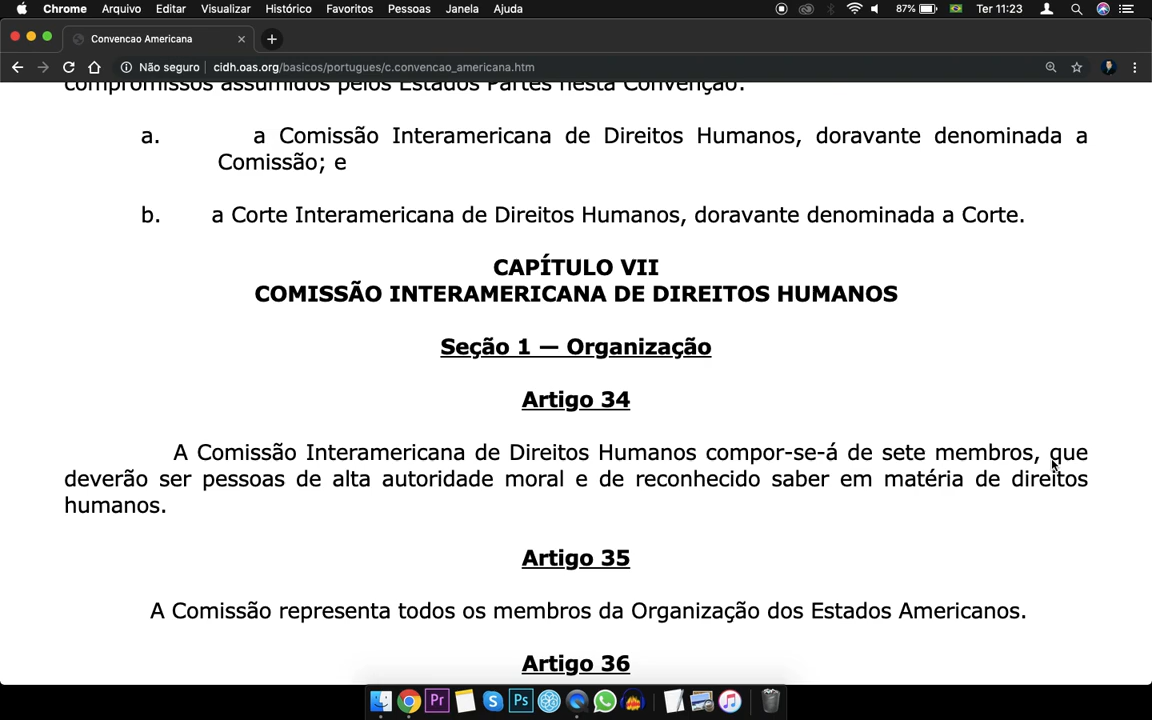 Chrome Arquivo Editar Visualizar Histórico Favoritos Pessoas Janela Ajuda 87% Ter 11:23
Convencao Americana
Não seguro cidh.oas.org/basicos/portugues/c.convencao_americana.htm
compromissos assumidos pelos Estados Partes nesta Convenção:
a. a Comissão Interamericana de Direitos Humanos, doravante denominada a
Comissão; e
b. a Corte Interamericana de Direitos Humanos, doravante denominada a Corte.
CAPÍTULO VII
COMISSÃO INTERAMERICANA DE DIREITOS HUMANOS
Seção 1 — Organização
Artigo 34
A Comissão Interamericana de Direitos Humanos compor-se-á de sete membros, que
deverão ser pessoas de alta autoridade moral e de reconhecido saber em matéria de direitos
humanos.
Artigo 35
A Comissão representa todos os membros da Organização dos Estados Americanos.
Artigo 36
Pr Ps